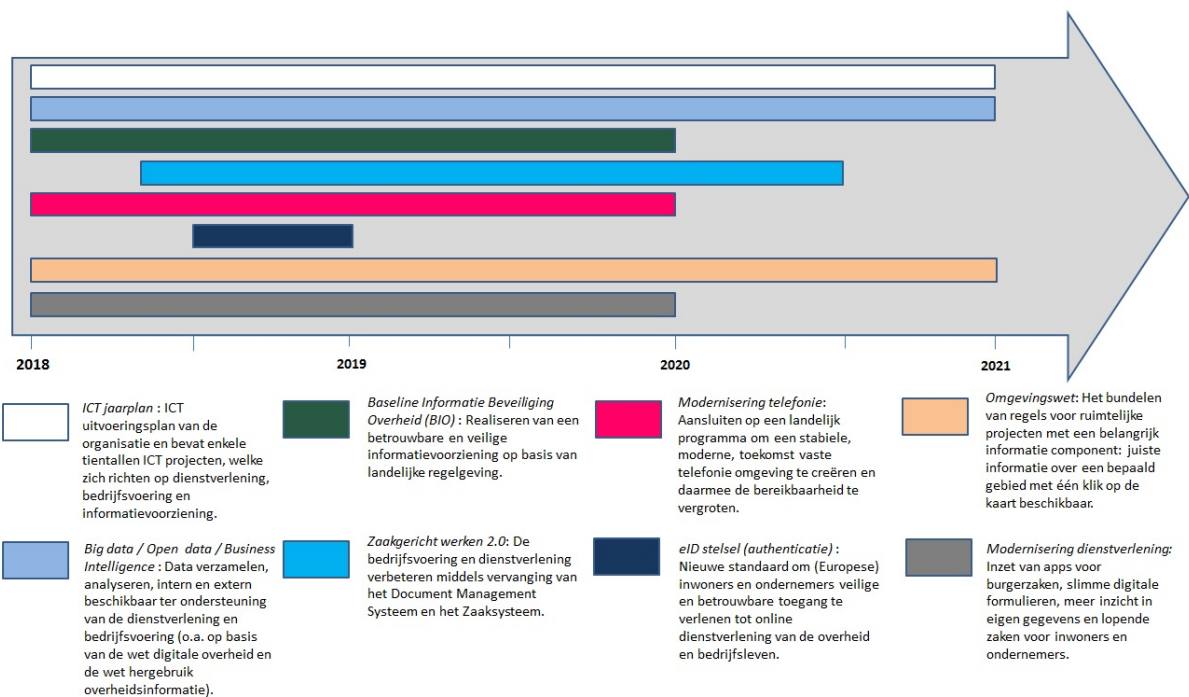 2018
2019
2020
2021
ICT jaarplan : ICT
uitvoeringsplan van de
organisatie en bevat enkele
tientallen ICT projecten, welke
zich richten op dienstverlening,
bedrijfsvoering en
informatievoorziening.
Baseline Informatie Beveiliging
Overheid (BIO) : Realiseren van een
betrouwbare en veilige
informatievoorziening op basis van
landelijke regelgeving.
Modernisering telefonie:
Aansluiten op een landelijk
programma om een stabiele,
moderne, toekomst vaste
telefonie omgeving te creëren en
daarmee de bereikbaarheid te
vergroten.
Omgevingswet: Het bundelen
van regels voor ruimtelijke
projecten met een belangrijk
informatie component: juiste
informatie over een bepaald
gebied met één klik op de
kaart beschikbaar.
Big data / Open data / Business
Intelligence : Data verzamelen,
analyseren, intern en extern
beschikbaar ter ondersteuning
van de dienstverlening en
bedrijfsvoering (o.a. op basis
van de wet digitale overheid en
de wet hergebruik
overheidsinformatie).
Zaakgericht werken 2.0: De
bedrijfsvoering en dienstverlening
verbeteren middels vervanging van
het Document Management
Systeem en het Zaaksysteem.
eID stelsel (authenticatie) :
Nieuwe standaard om (Europese)
inwoners en ondernemers veilige
en betrouwbare toegang te
verlenen tot online
dienstverlening van de overheid
en bedrijfsleven.
Modernisering dienstverlening:
Inzet van apps voor
burgerzaken, slimme digitale
formulieren, meer inzicht in
eigen gegevens en lopende
zaken voor inwoners en
ondernemers.